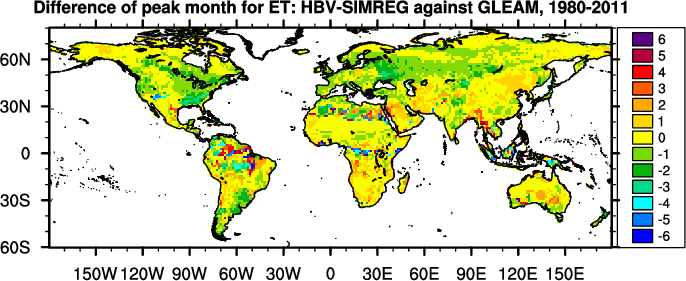 Difference of peak month for ET: HBV-SIMREG against GLEAM, 1980-2011
60N
30N
0
30S
60S
150W 120W 90W 60W 30W 0 30E 60E 90E 120E 150E
6
5
4
3
2
1
0
-1
-2
-3
-4
-5
-6